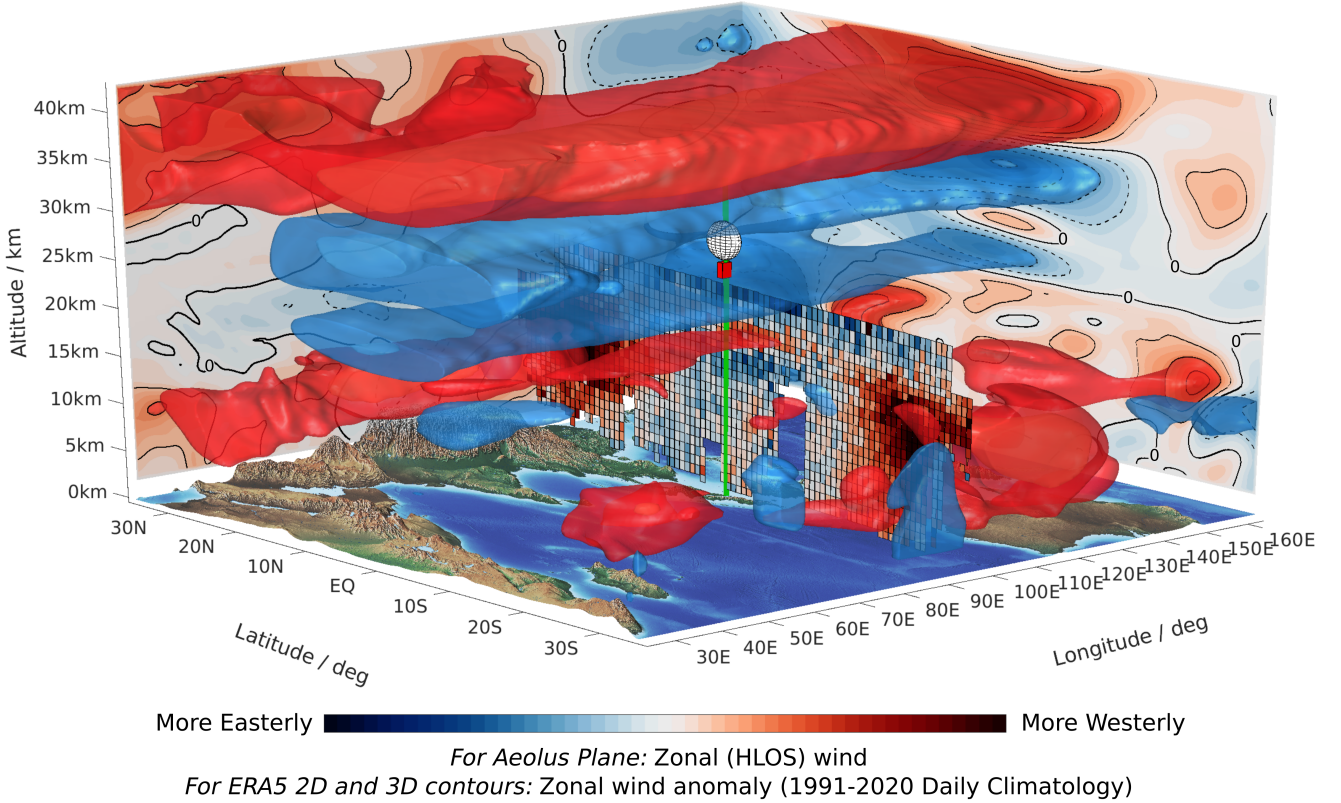 0
40km
35km
30km
25km
20km
15km
10km
5km
0km
Altitude / km
0
0
0
0
0
0
0
30N
20N
10N
EQ
10S
20S
30S
Latitude / deg
30E
40E
50E
60E
70E
80E
90E
100E
110E
120E
130E
140E
150E
160E
Longitude / deg
More Easterly
More Westerly
For Aeolus Plane: Zonal (HLOS) wind
For ERA5 2D and 3D contours: Zonal wind anomaly (1991-2020 Daily Climatology)